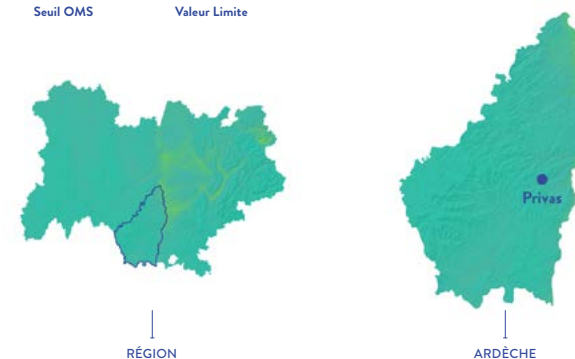 Seuil OMS
Valeur Limite
Privas
RÉGION
ARDÈCHE